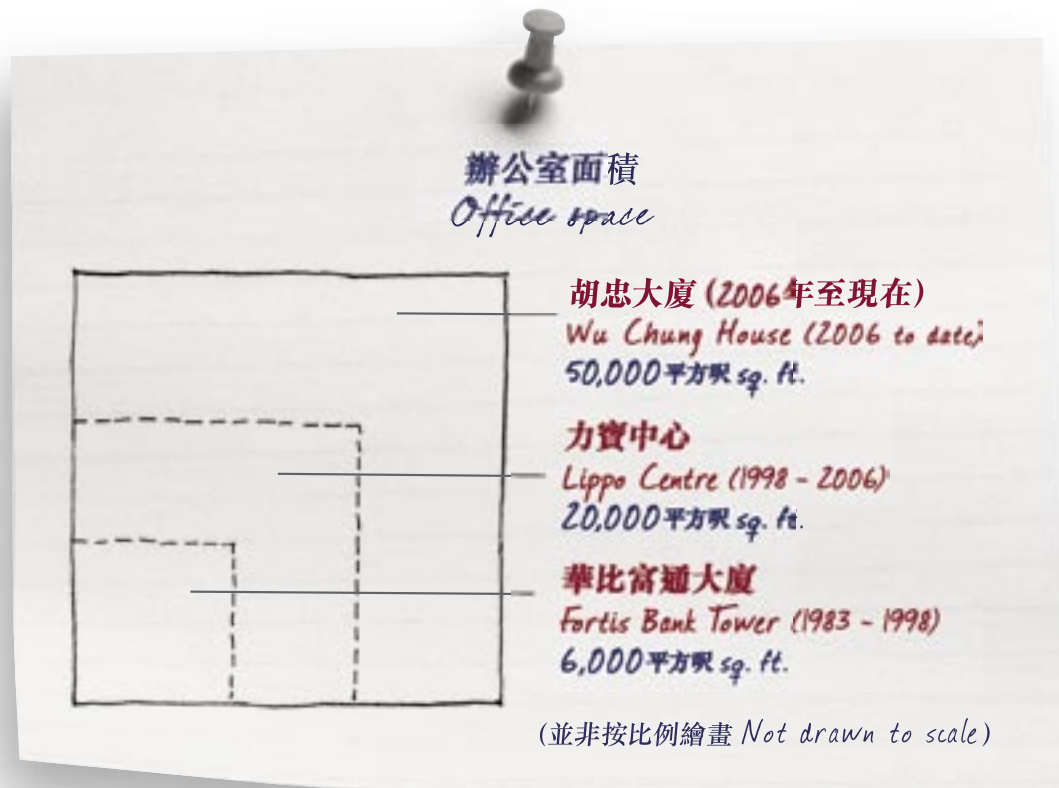 辦公室面積
Office space
胡忠大廈 (2006年至現在)
Wu Chung House (2006 to date)
50,000平方呎 sq. ft.
力寶中心
Lippo Centre (1998 - 2006)
20,000平方呎 sq. ft.
華比富通大廈
Fortis Bank Tower (1983 - 1998)
6,000平方呎 sq. ft.
(並非按比例繪畫 Not drawn to scale)